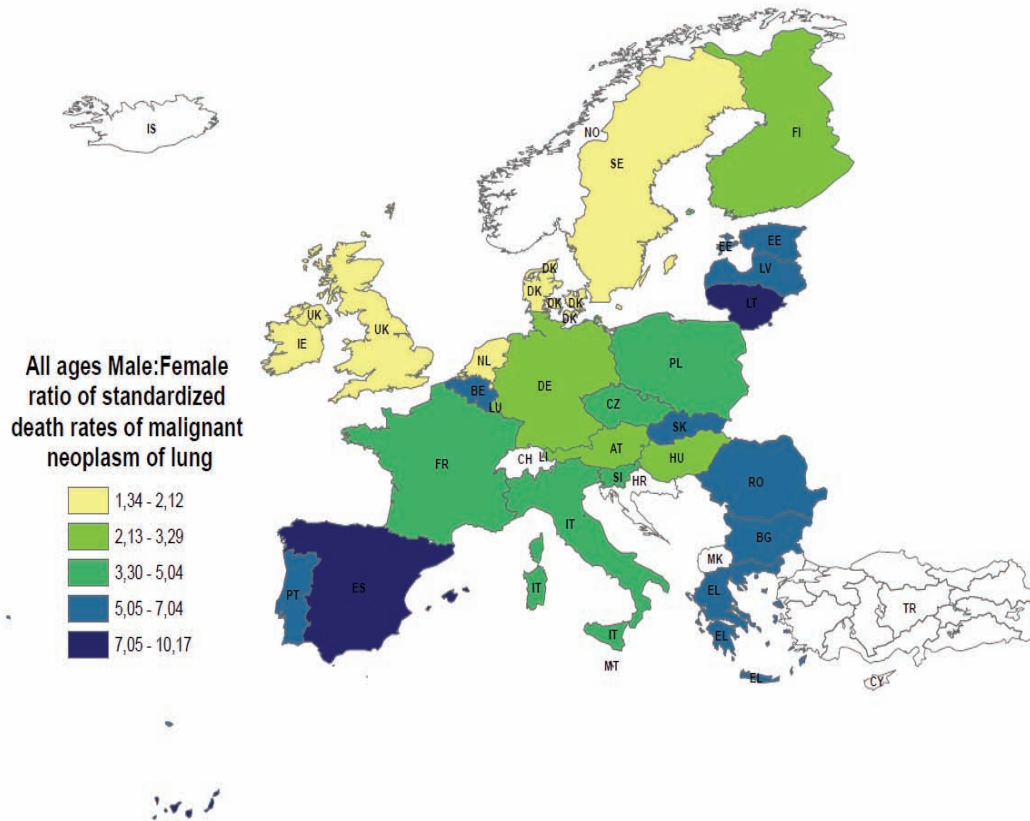 IS
NO
SE
FI
EE
EE
LV
LT
DK
DK
DK
DK
DK
UK
UK
IE
NL
BE
LU
DE
PL
CZ
SK
FR
CH
LI
AT
HU
SI
HR
RO
IT
BG
MK
IT
IT
PT
ES
EL
EL
EL
TR
MT
CY
All ages Male:Female
ratio of standardized
death rates of malignant
neoplasm of lung
1,34 - 2,12
2,13 - 3,29
3,30 - 5,04
5,05 - 7,04
7,05 - 10,17